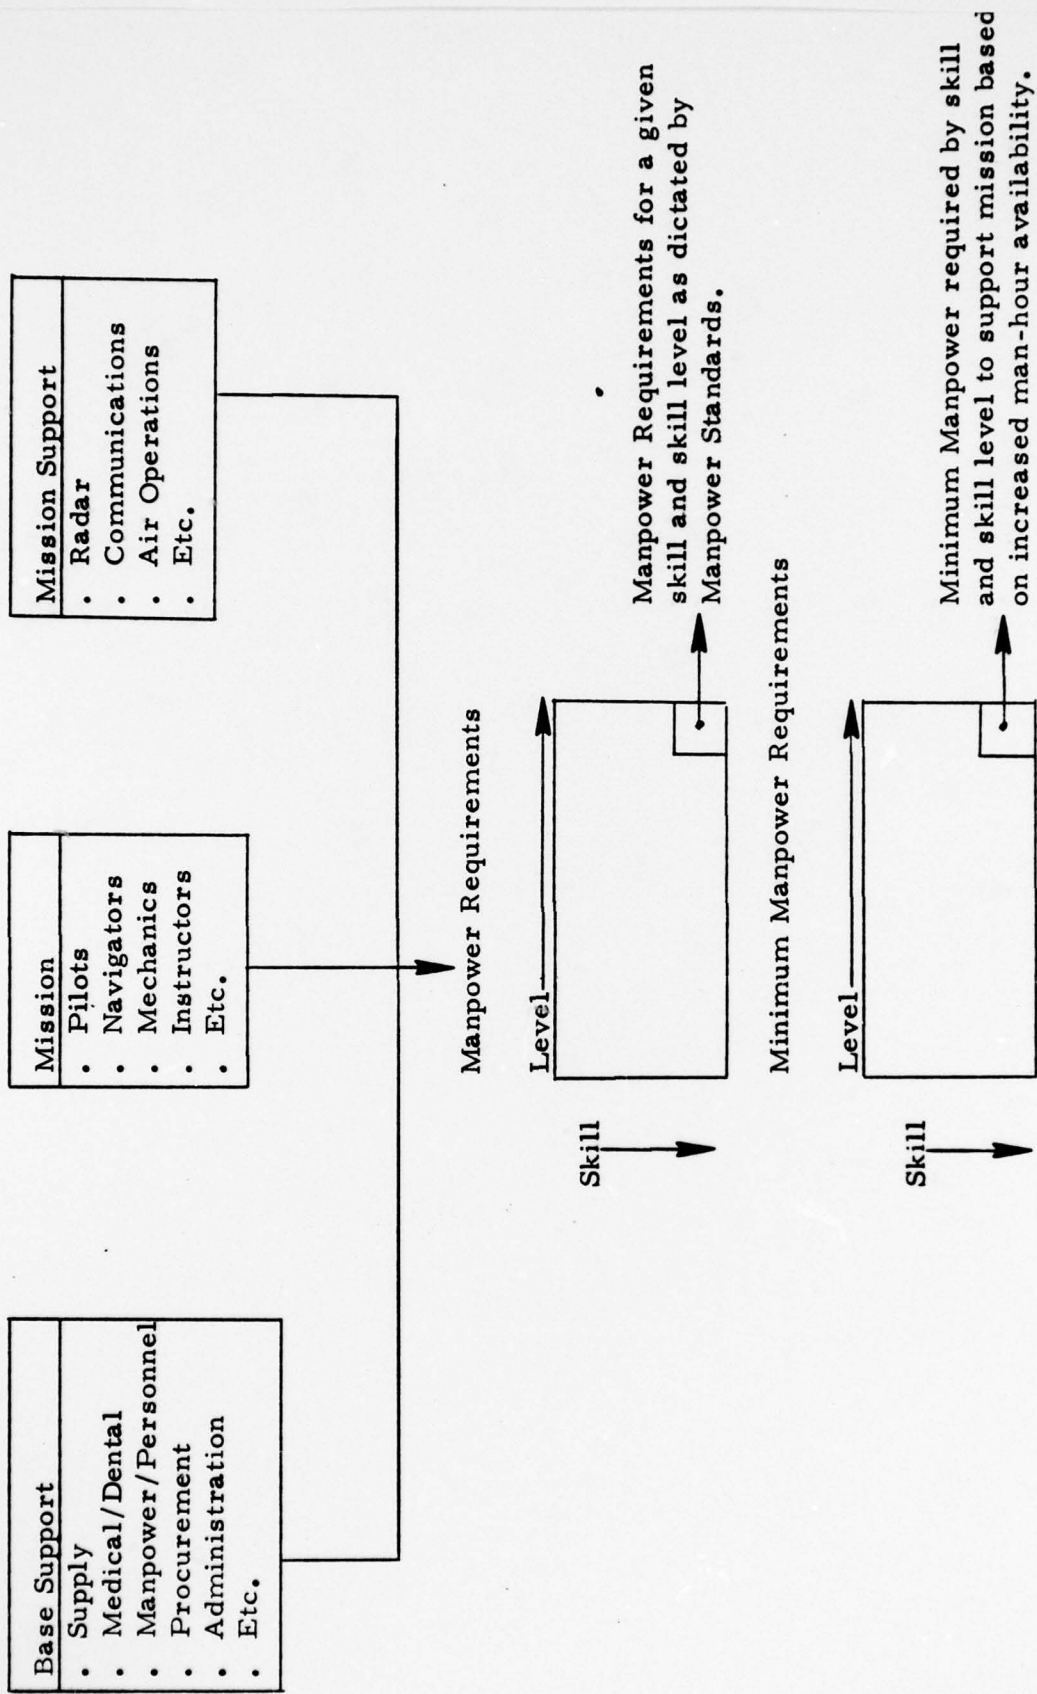 Base Support
• Supply
• Medical/Dental
• Manpower/Personnel
• Procurement
• Administration
• Etc.
Mission
• Pilots
• Navigators
• Mechanics
• Instructors
• Etc.
Mission Support
• Radar
• Communications
• Air Operations
• Etc.
Manpower Requirements
Level
Skill
Manpower Requirements for a given
skill and skill level as dictated by
Manpower Standards.
Minimum Manpower Requirements
Level
Skill
Minimum Manpower required by skill
and skill level to support mission based
on increased man-hour availability.